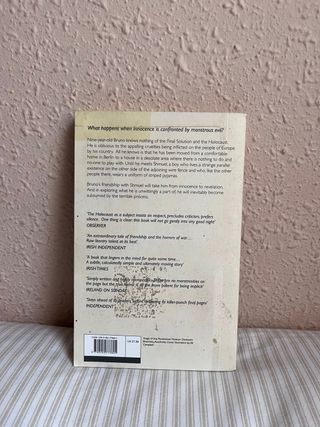 What happens when innocence is confronted by monstrous evil?
Nine-year-old Bruno knows nothing of the Final Solution and the Holocaust.
He is oblivious to the appalling cruelties being inflicted on the people of Europe
by his country. All he knows is that he has been moved from a comfortable
home in Berlin to a house in a desolate area where there is nothing to do and
no-one to play with. Until he meets Shmuel, a boy who lives a strange parallel
existence on the other side of the adjoining wire fence and who, like the other
people there, wears a uniform of striped pyjamas.
Bruno's friendship with Shmuel will take him from innocence to revelation.
And in exploring what he is unwittingly a part of, he will inevitably become
subsumed by the terrible process.
'The Holocaust as a subject insists on respect, precludes criticism, prefers
silence. One thing is clear: this book will not go gently into any good night'
OBSERVER
'An extraordinary tale of friendship and the horrors of war...
Raw literary talent at its best'
IRISH INDEPENDENT
'A book that lingers in the mind for quite some time...
A subtle, calculatedly simple and ultimately moving story'
IRISH TIMES
'Simply written and highly
no monstrosities on
the page but the true horror is all the more potent for being implicit'
IRELAND ON SUNDAY
'Stays ahead of its readers before delivering its killer-punch final pages'
INDEPENDENT